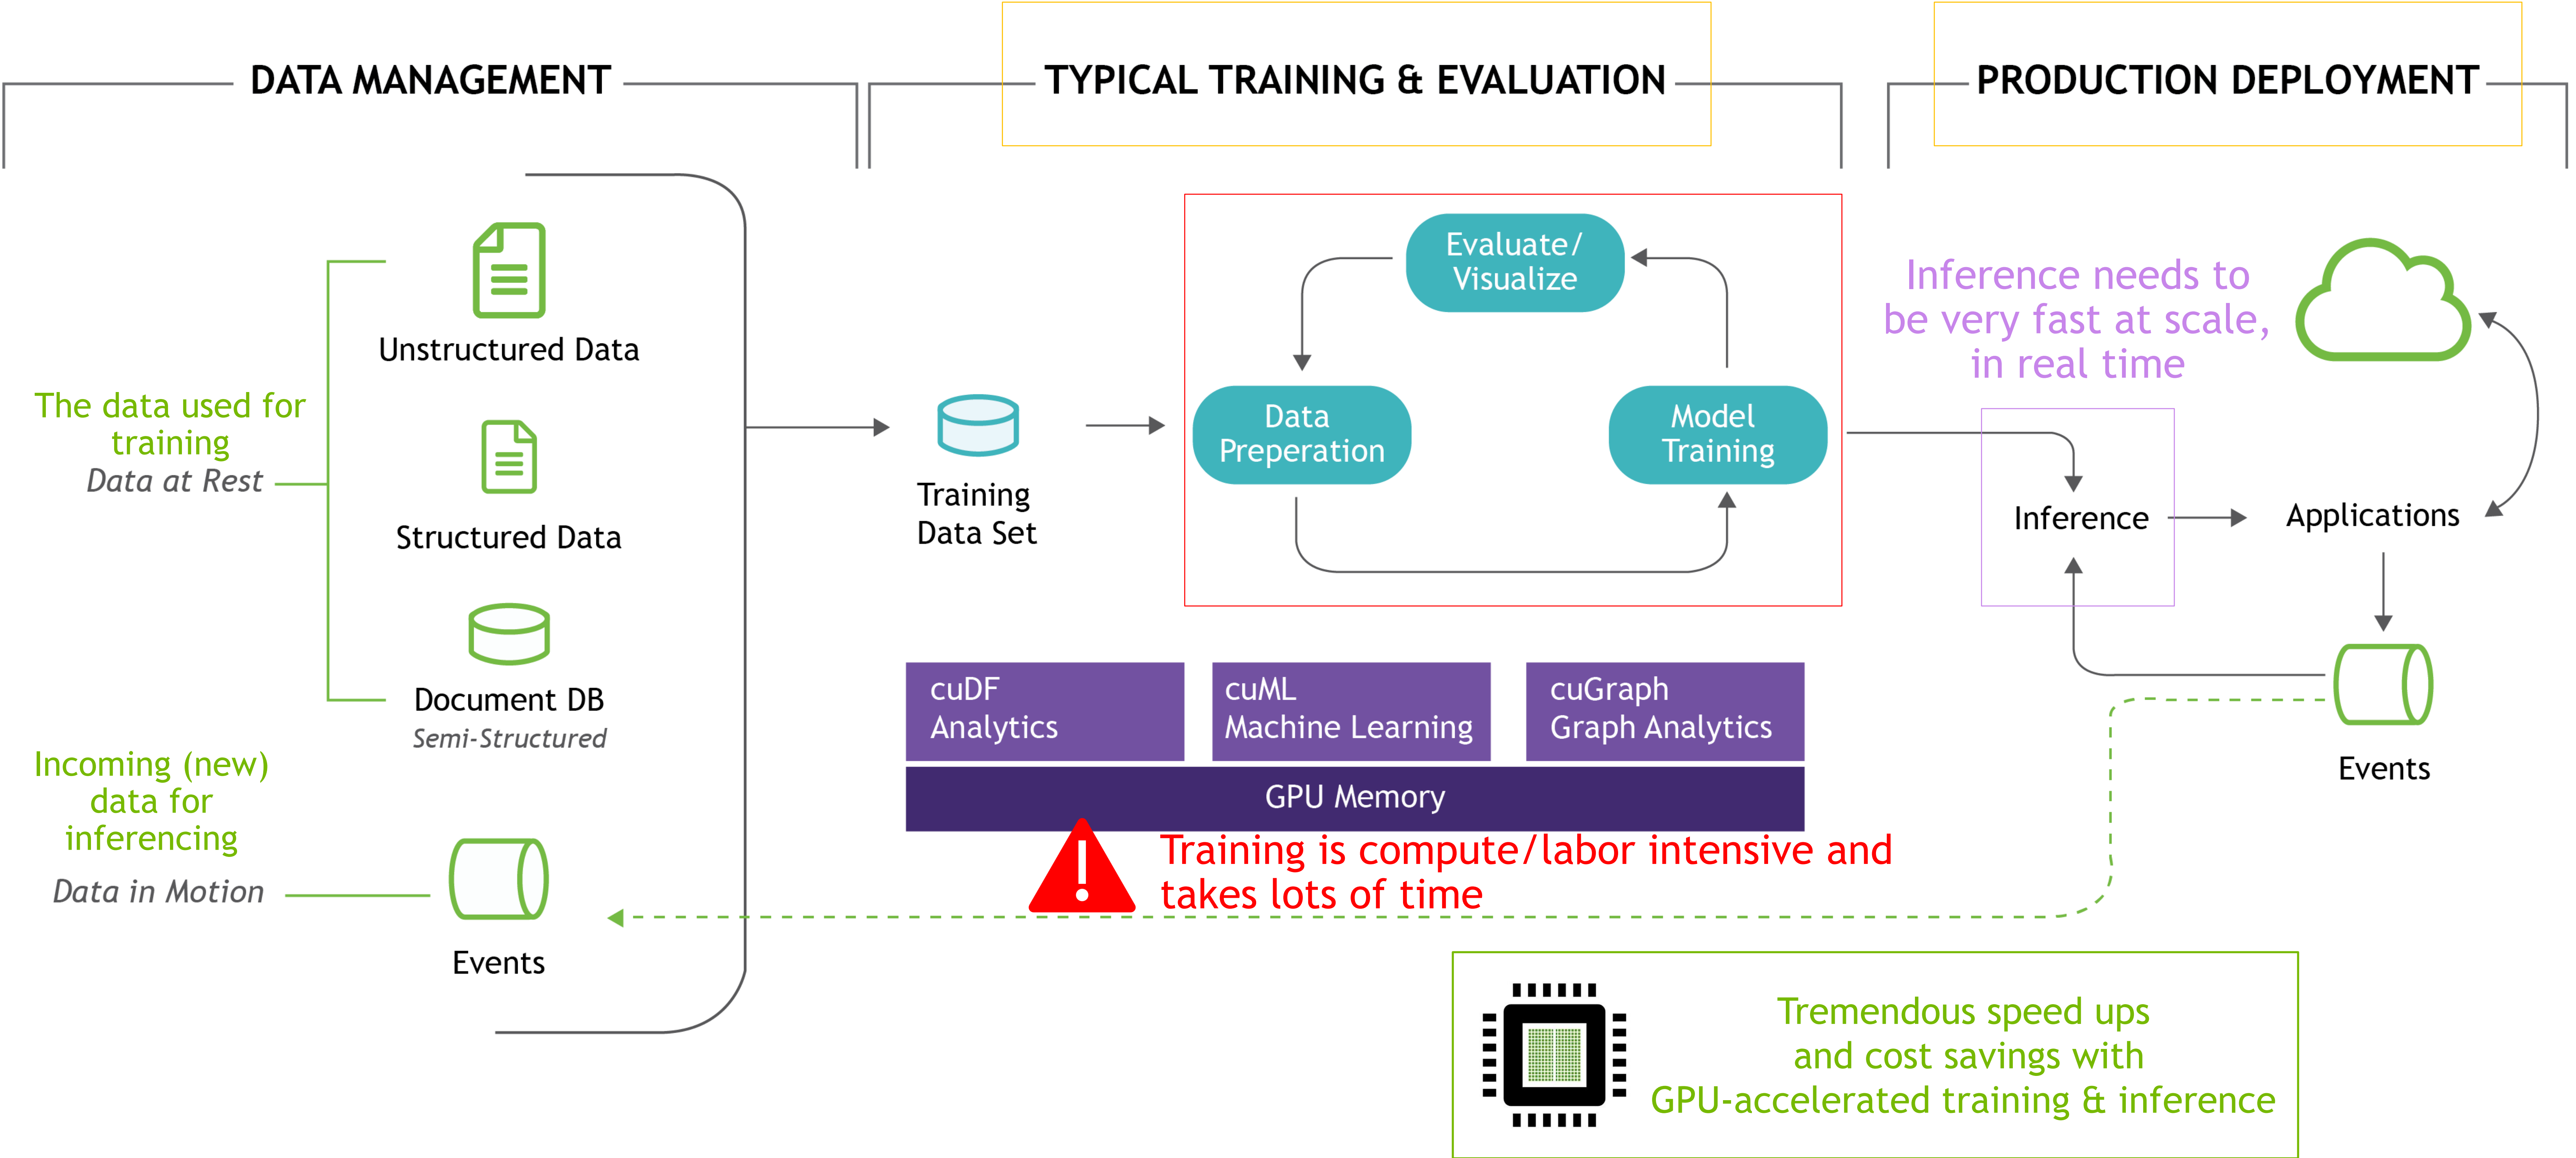 DATA MANAGEMENT
TYPICAL TRAINING & EVALUATION
PRODUCTION DEPLOYMENT
Unstructured Data
The data used for
training
Data at Rest
Structured Data
Document DB
Semi-Structured
Incoming (new)
data for
inferencing
Data in Motion
Events
Training
Data Set
Evaluate/
Visualize
Data
Preperation
Model
Training
cuDF
Analytics
cuML
Machine Learning
cuGraph
Graph Analytics
GPU Memory
Training is compute/labor intensive and
takes lots of time
Inference needs to
be very fast at scale,
in real time
Inference
Applications
Events
Tremendous speed ups
and cost savings with
GPU-accelerated training & inference